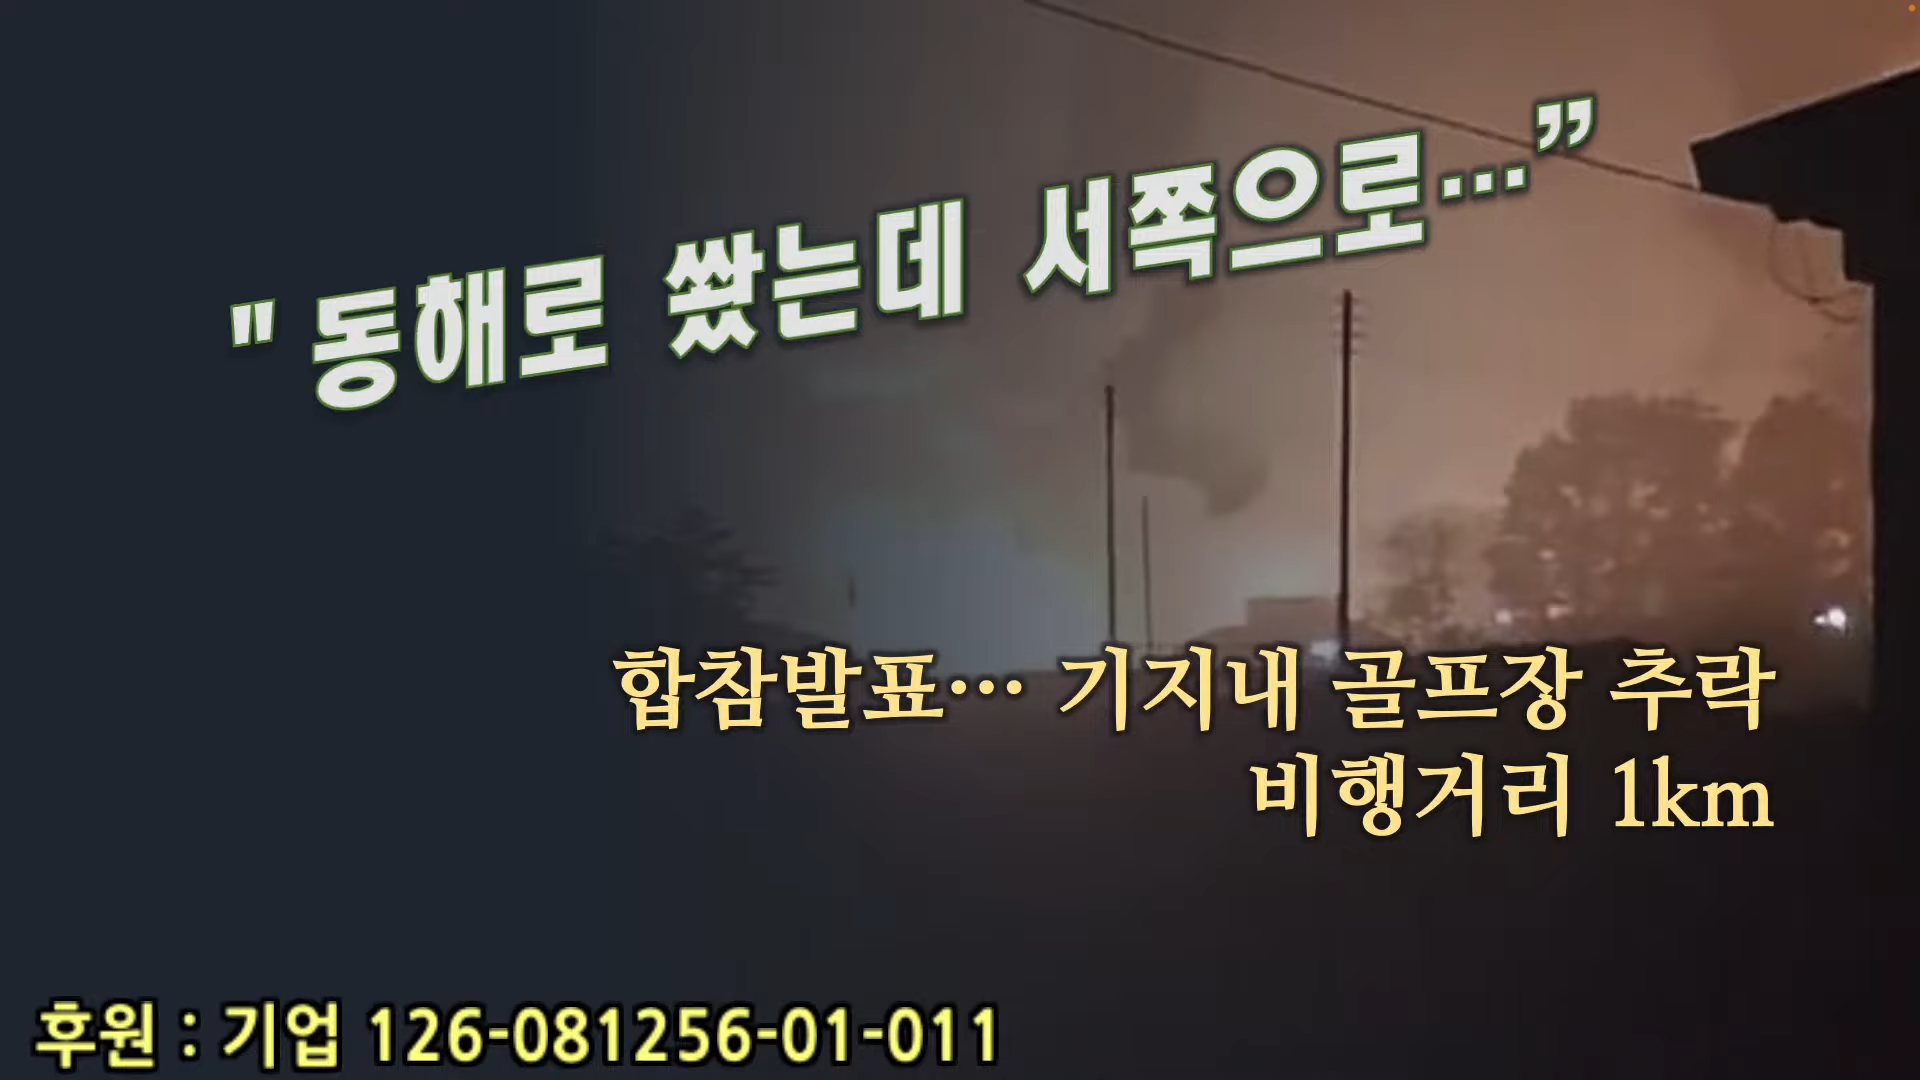 " 동해로 쐈는데 서쪽으로…”
합참발표… 기지내 골프장 추락
비행거리 1km
후원 : 기업 126-081256-01-011